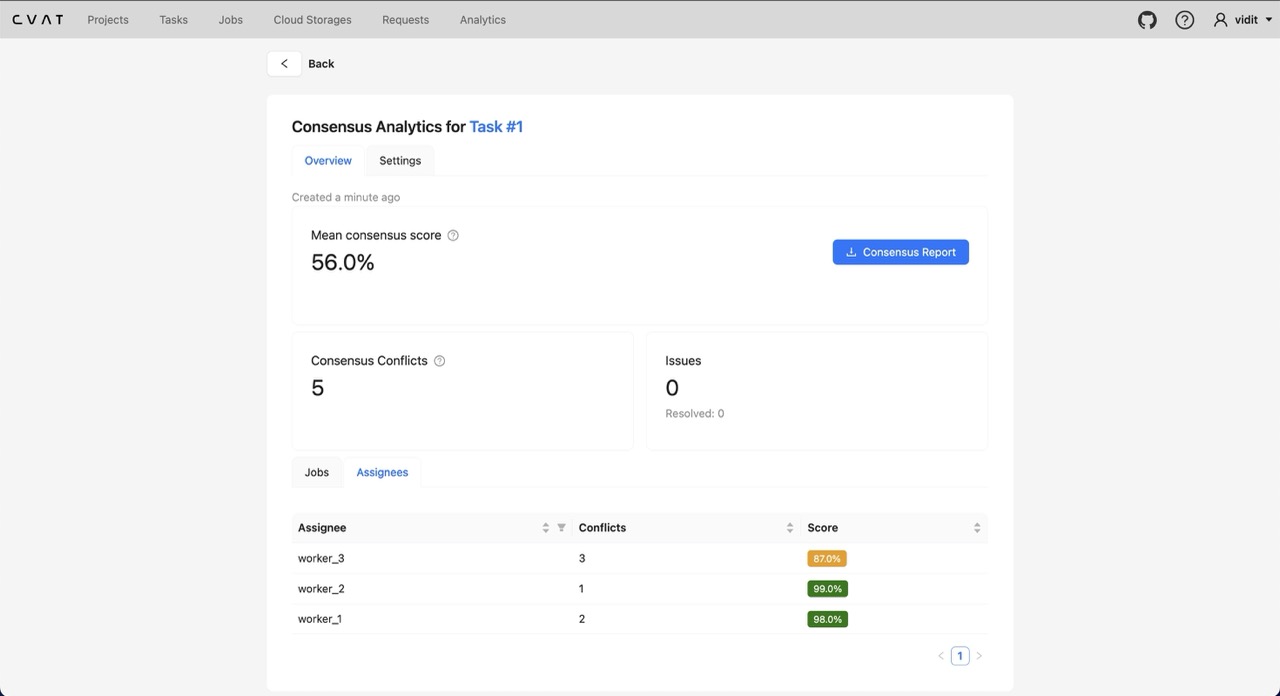 CVAT Projects Tasks Jobs Cloud Storages Requests Analytics vidit
Back
Consensus Analytics for Task #1
Overview Settings
Created a minute ago
Mean consensus score
56.0%
Consensus Report
Consensus Conflicts
5
Issues
0
Resolved: 0
Jobs Assignees
Assignee Conflicts Score
worker_3 3 87.0%
worker_2 1 99.0%
worker_1 2 98.0%
1